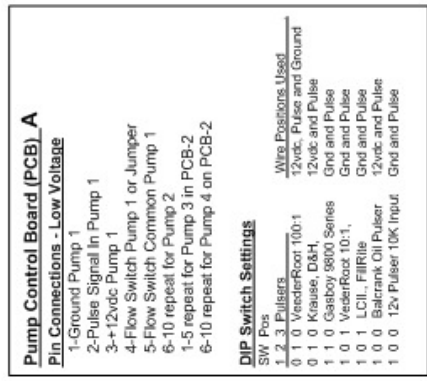 Pump Control Board (PCB) A
Pin Connections - Low Voltage
1-Ground Pump 1
2-Pulse Signal In Pump 1
3-+12vdc Pump 1
4-Flow Switch Pump 1 or Jumper
5-Flow Switch Common Pump 1
6-10 repeat for Pump 2
1-5 repeat for Pump 3 in PCB-2
6-10 repeat for Pump 4 on PCB-2
DIP Switch Settings
SW Pos
1 2 3 Pulsers Wire Positions Used
0 1 0 VeederRoot 100:1 12vdc, Pulse and Ground
0 1 0 Krause, D&H, 12vdc and Pulse
1 1 0 Gasboy 9800 Series Gnd and Pulse
1 0 1 VederRoot 10:1, Gnd and Pulse
1 0 1 LCII., FillRite Gnd and Pulse
1 0 0 Balcrank Oil Pulser 12vdc and Pulse
1 0 0 12v Pulser 10K Input Gnd and Pulse